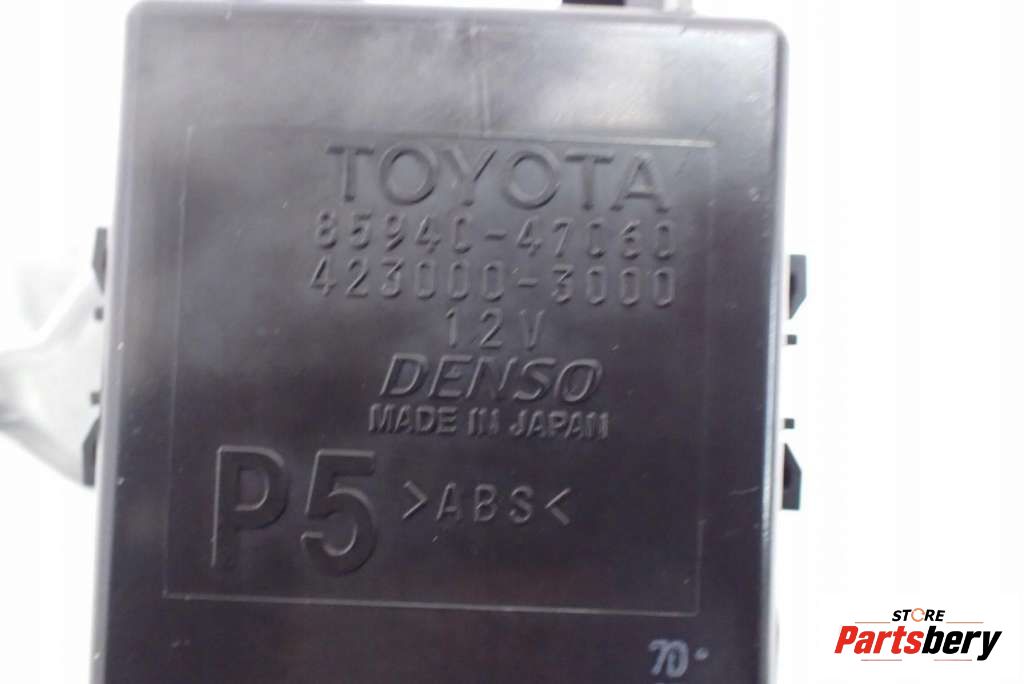 TOYOTA
85940-47060
423000-3000
12V
DENSO
MADE IN JAPAN
P5 >ABS<
70
STORE
Partsbery